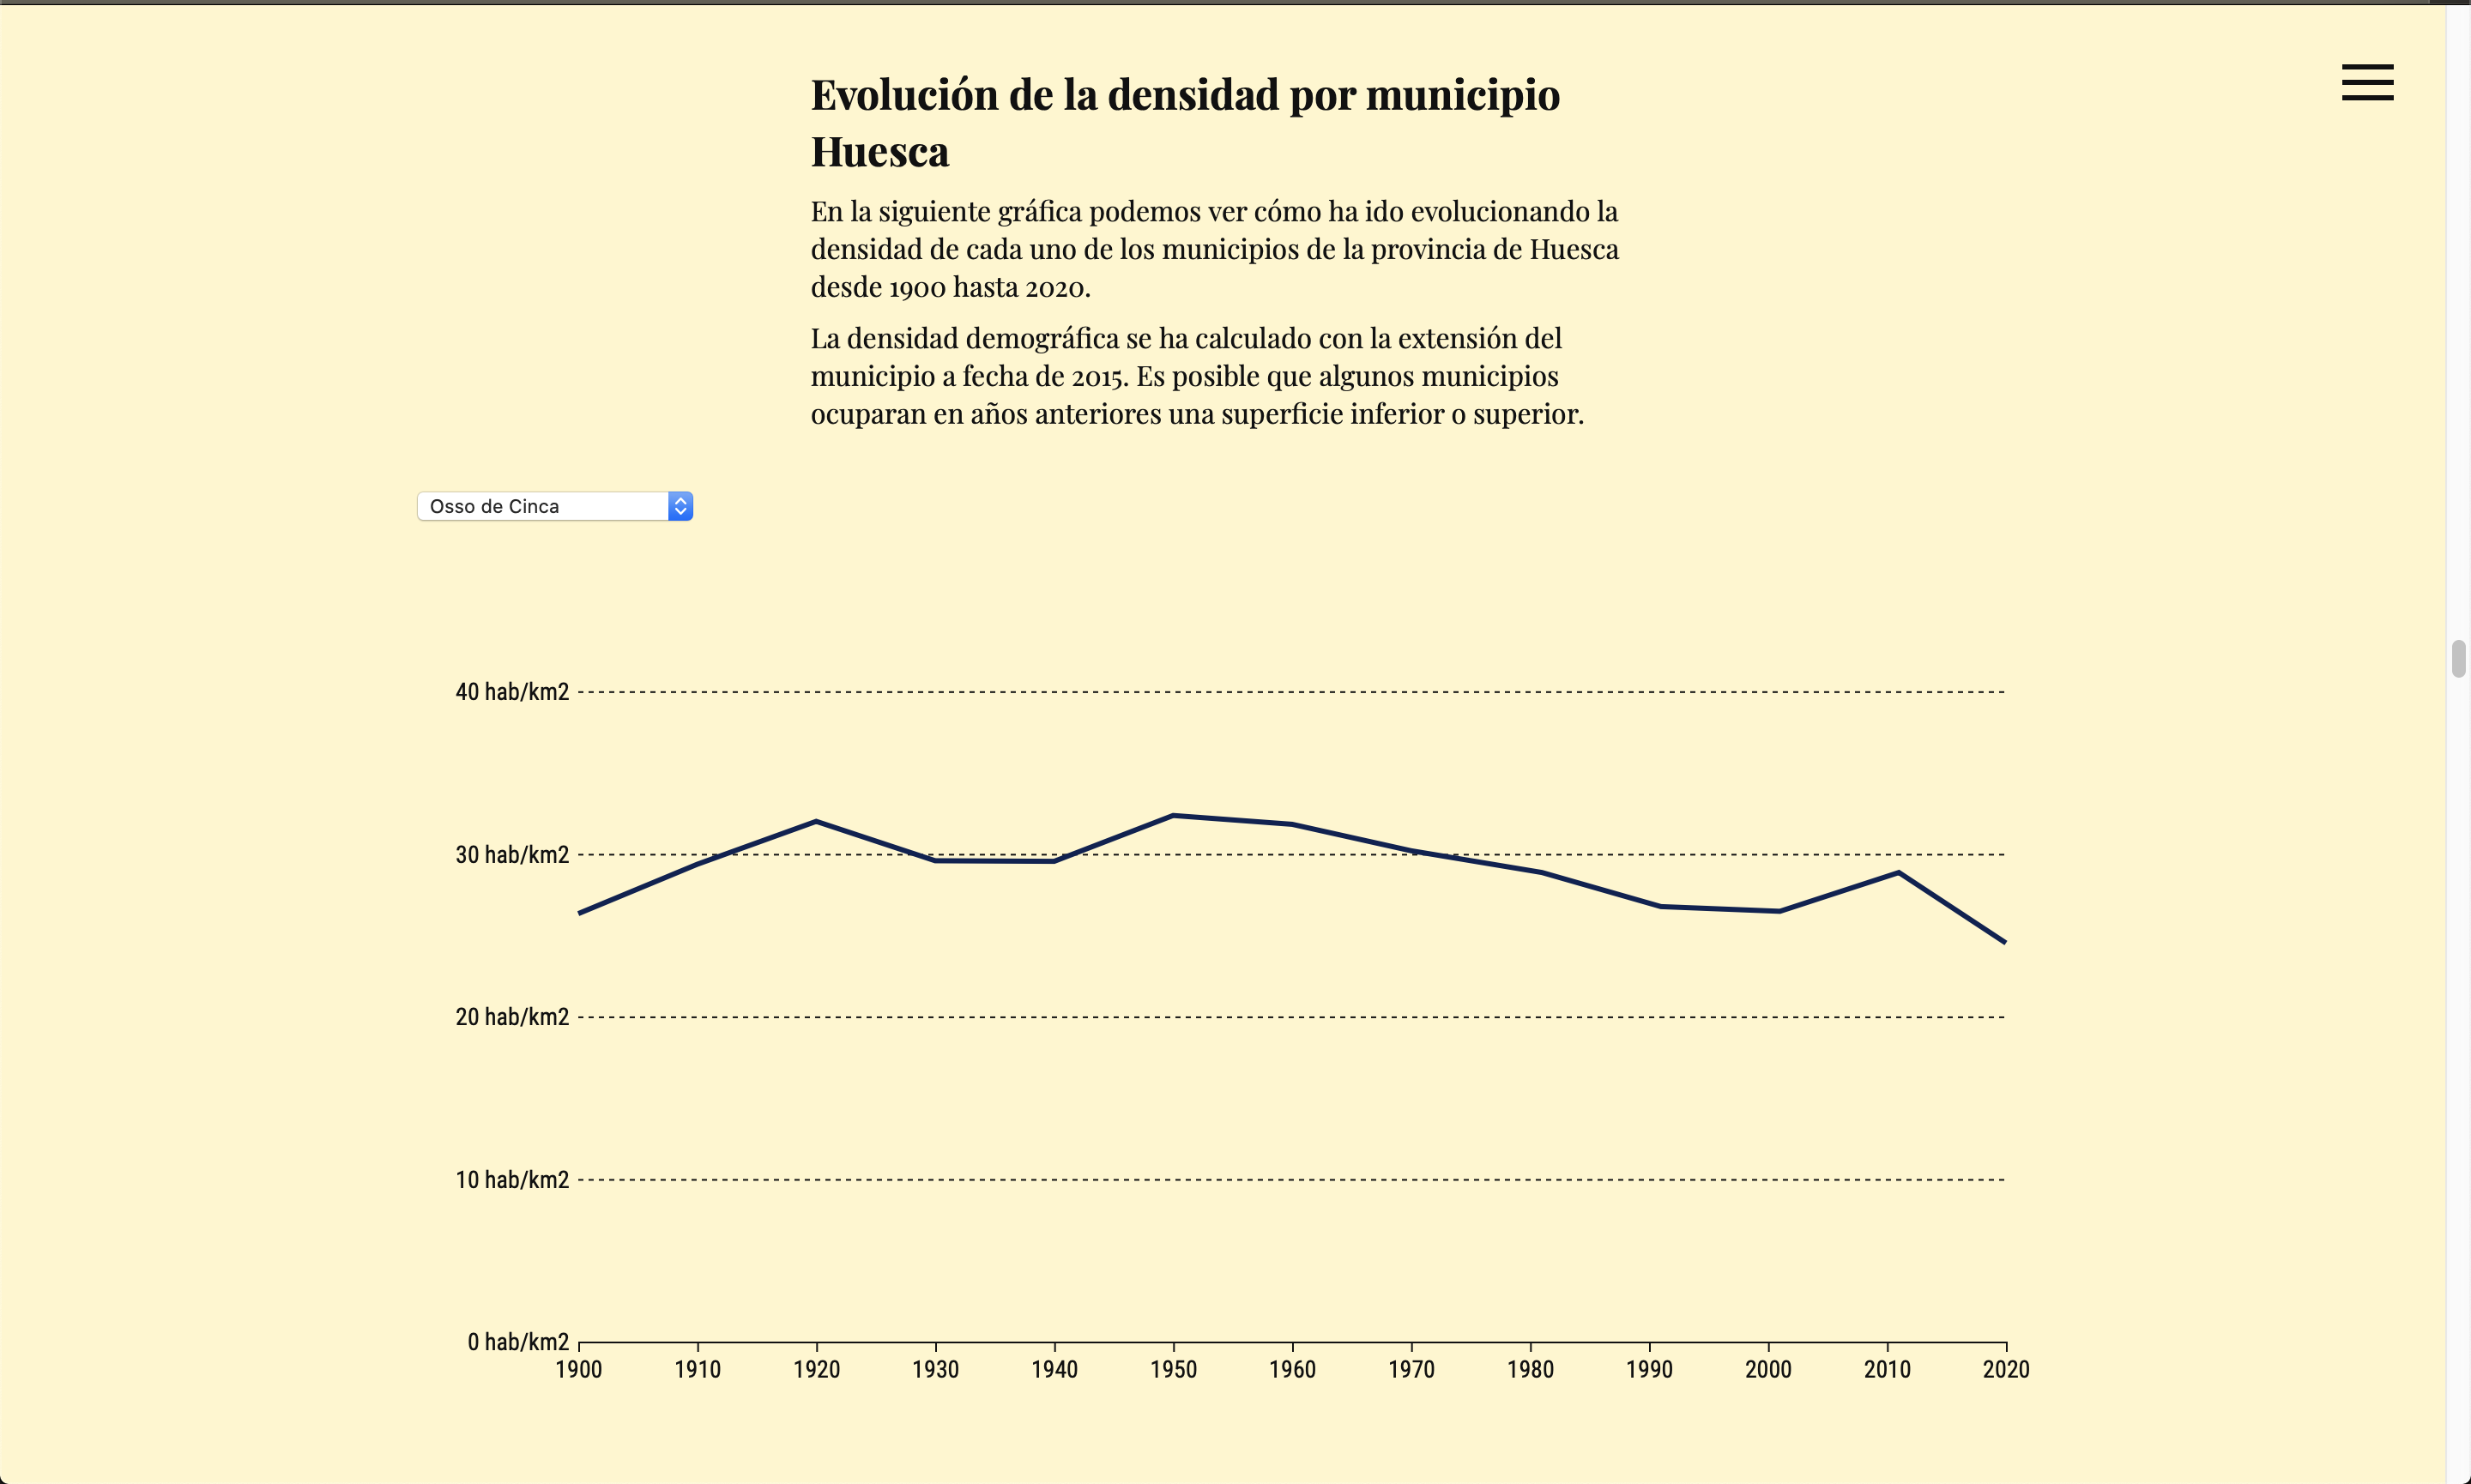 Evolución de la densidad por municipio
Huesca
En la siguiente gráfica podemos ver cómo ha ido evolucionando la
densidad de cada uno de los municipios de la provincia de Huesca
desde 1900 hasta 2020.
La densidad demográfica se ha calculado con la extensión del
municipio a fecha de 2015. Es posible que algunos municipios
ocuparan en años anteriores una superficie inferior o superior.
Osso de Cinca
40 hab/km2
30 hab/km2
20 hab/km2
10 hab/km2
0 hab/km2
1900 1910 1920 1930 1940 1950 1960 1970 1980 1990 2000 2010 2020